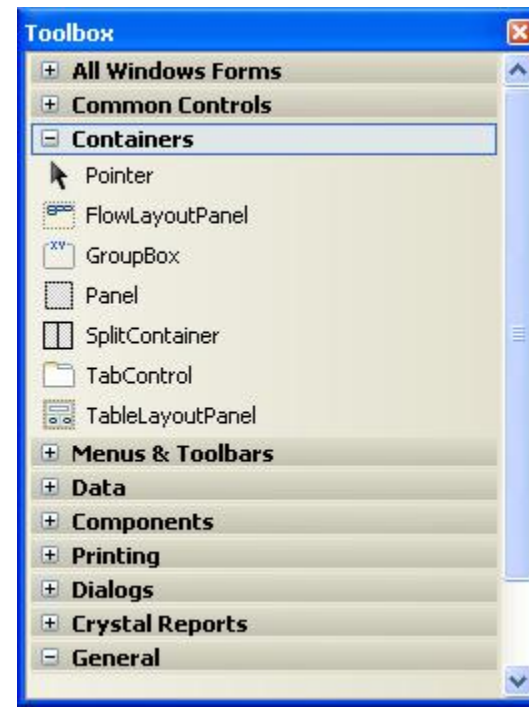 Toolbox
All Windows Forms
Common Controls
Containers
Pointer
FlowLayoutPanel
XY
GroupBox
Panel
SplitContainer
TabControl
TableLayoutPanel
Menus & Toolbars
Data
Components
Printing
Dialogs
Crystal Reports
General